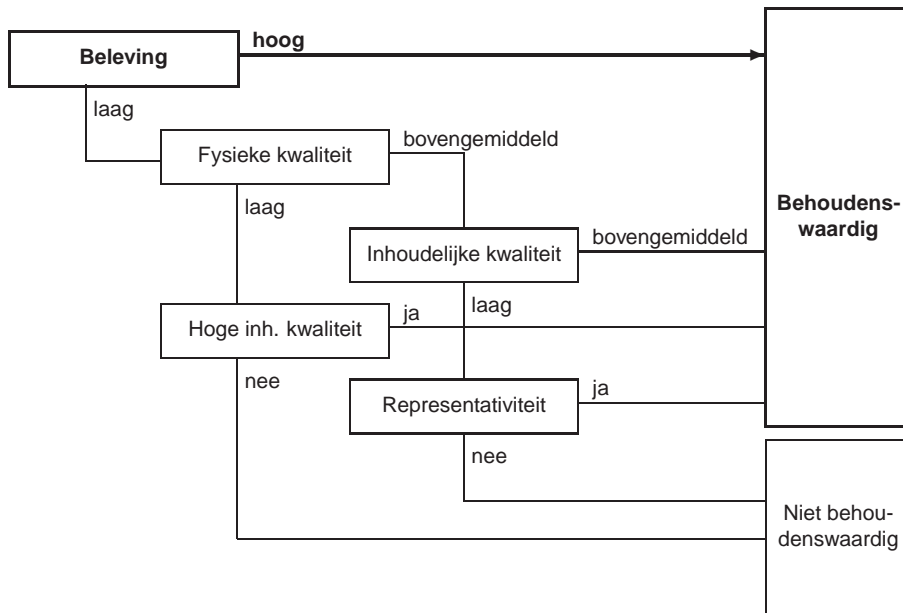 Beleving
hoog
laag
Fysieke kwaliteit
bovengemiddeld
laag
Behoudens-
waardig
Inhoudelijke kwaliteit
bovengemiddeld
laag
Hoge inh. kwaliteit
ja
nee
Representativiteit
ja
nee
Niet behou-
denswaardig